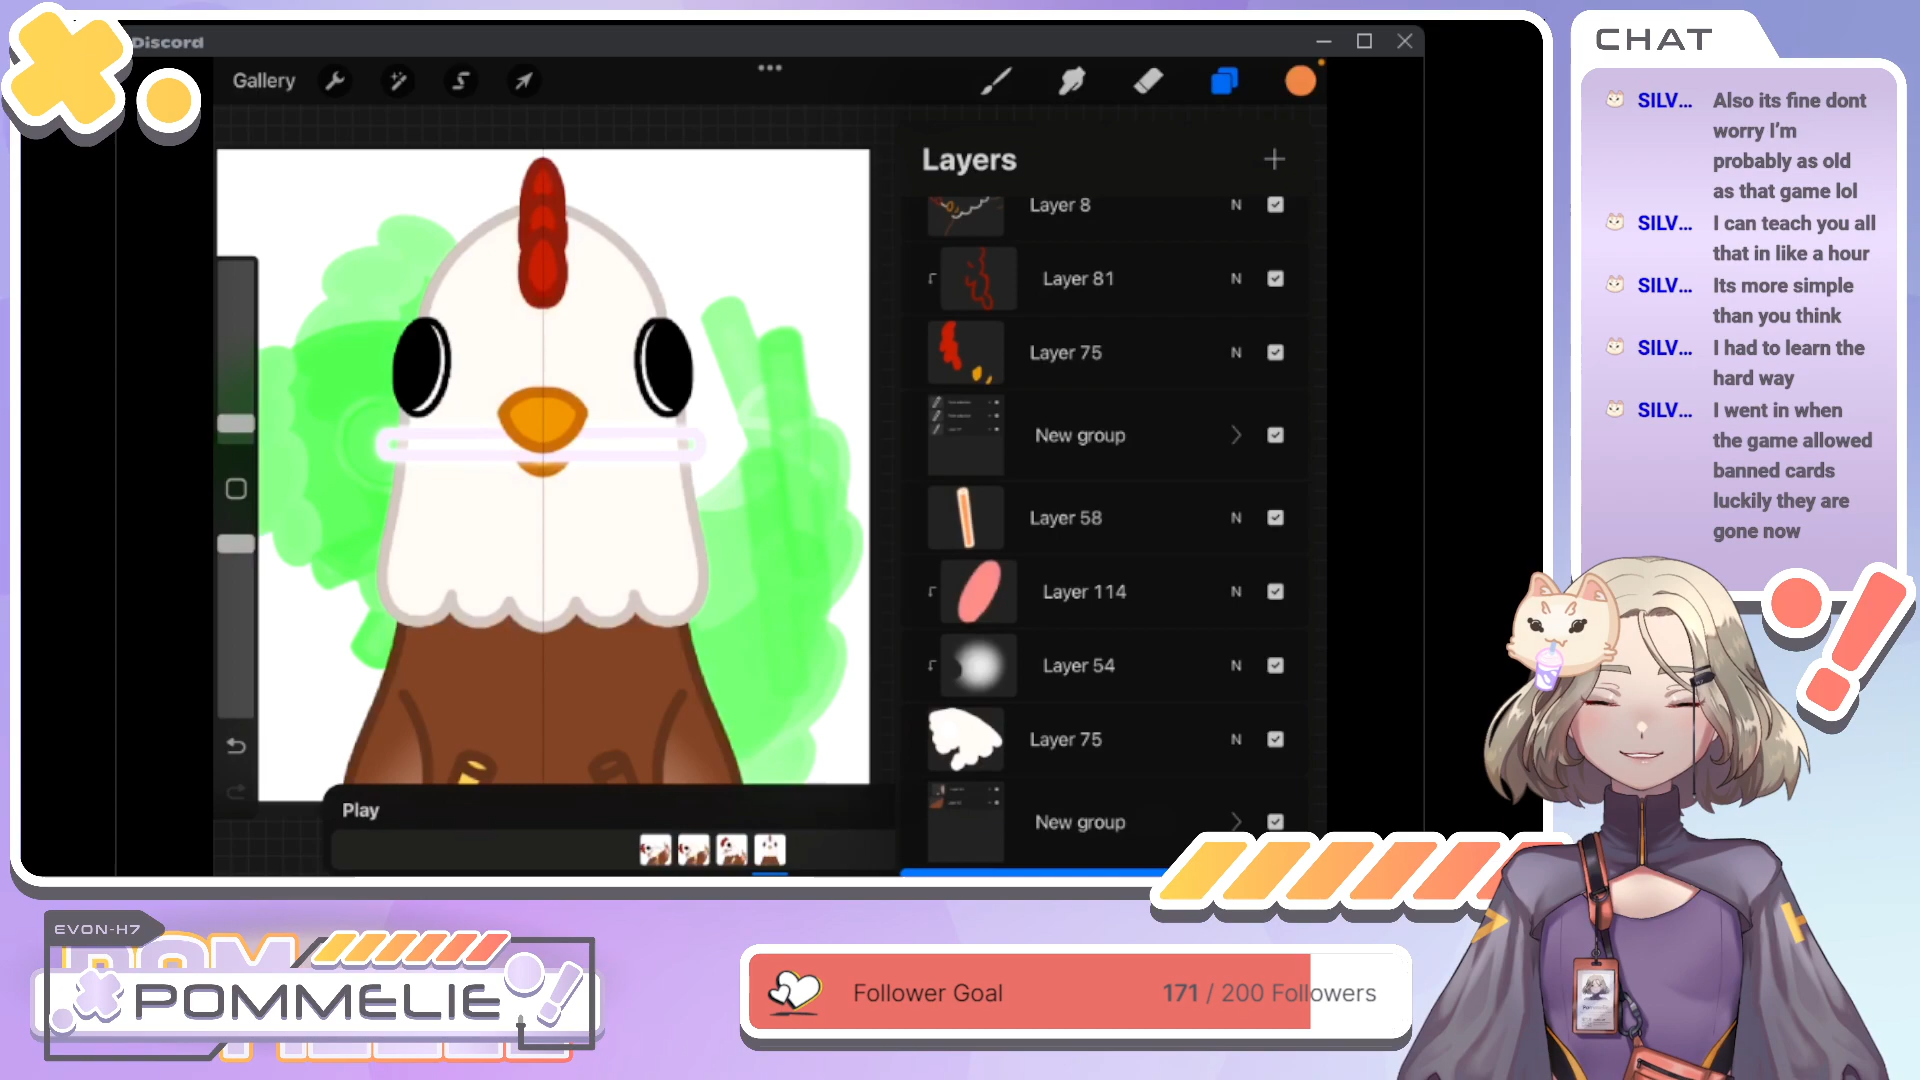 Discord
Gallery
Layers
Layer 8 N
Layer 81 N
Layer 75 N
New group
Layer 58 N
Layer 114 N
Layer 54 N
Layer 75 N
New group
Play
CHAT
SILV... Also its fine dont
worry I'm
probably as old
as that game lol
SILV... I can teach you all
that in like a hour
SILV... Its more simple
than you think
SILV... I had to learn the
hard way
SILV... I went in when
the game allowed
banned cards
luckily they are
gone now
EVON-H7
POMMELIE
Follower Goal 171 / 200 Followers